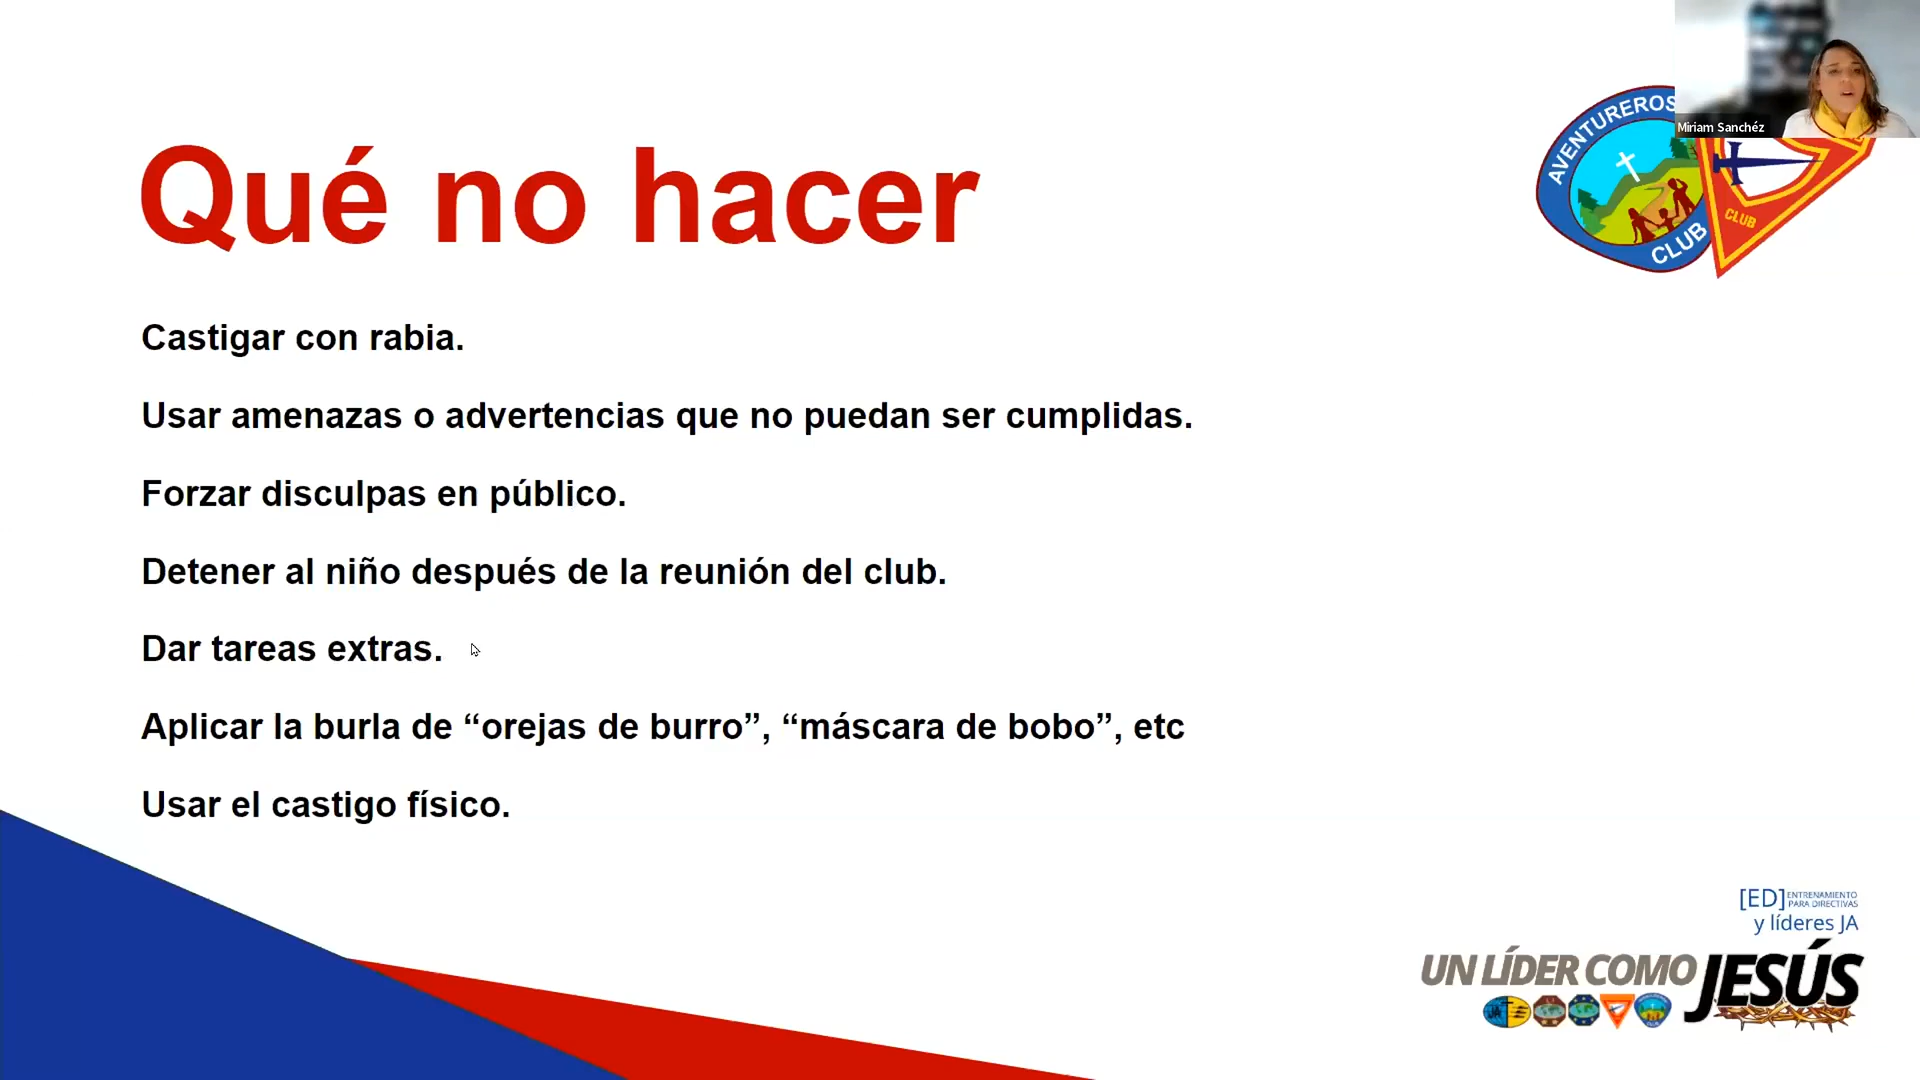 AVENTUREROS
CLUB
CLUB
Miriam Sanchéz
Qué no hacer
Castigar con rabia.
Usar amenazas o advertencias que no puedan ser cumplidas.
Forzar disculpas en público.
Detener al niño después de la reunión del club.
Dar tareas extras.
Aplicar la burla de “orejas de burro”, “máscara de bobo”, etc
Usar el castigo físico.
[ED] ENTRENAMIENTO
PARA DIRECTIVAS
y líderes JA
UN LÍDER COMO JESÚS